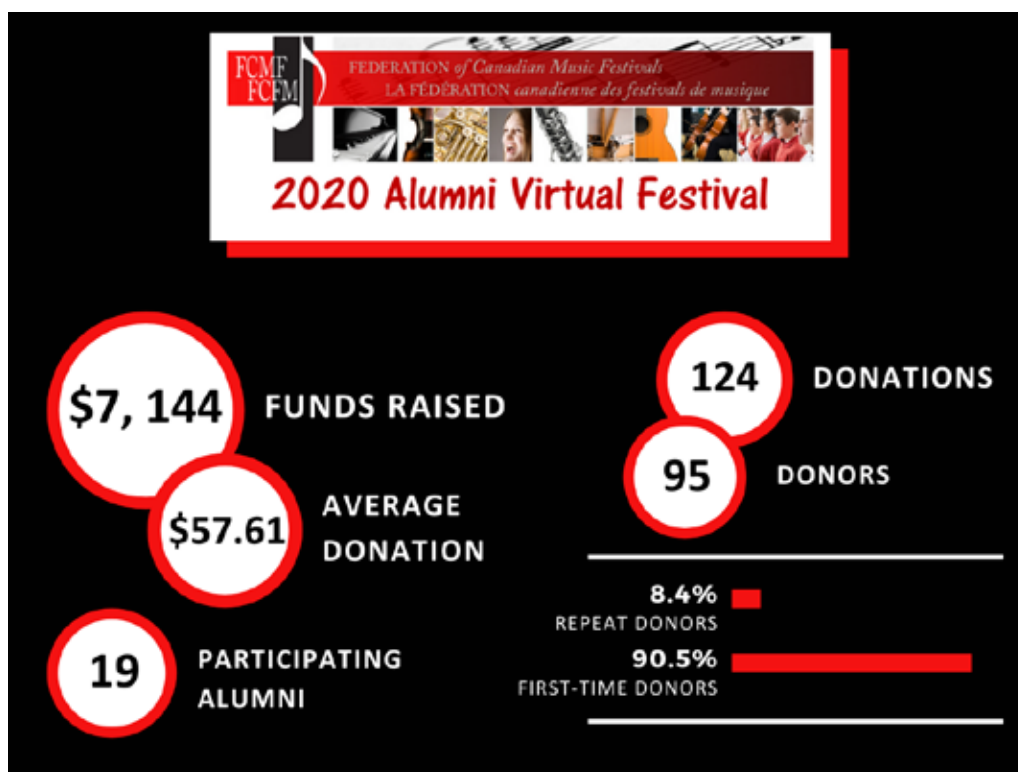 FCMF
FCFM
FEDERATION of Canadian Music Festivals
LA FÉDÉRATION canadienne des festivals de musique
2020 Alumni Virtual Festival
$7, 144
FUNDS RAISED
$57.61
AVERAGE
DONATION
19
PARTICIPATING
ALUMNI
124
DONATIONS
95
DONORS
8.4%
REPEAT DONORS
90.5%
FIRST-TIME DONORS